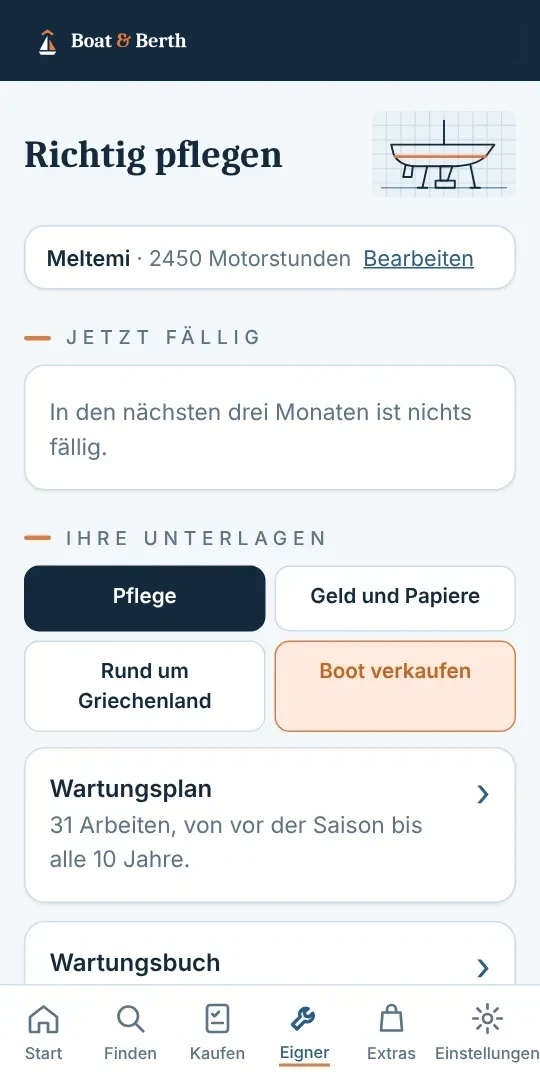 Boat & Berth
Richtig pflegen
Meltemi · 2450 Motorstunden Bearbeiten
JETZT FÄLLIG
In den nächsten drei Monaten ist nichts
fällig.
IHRE UNTERLAGEN
Pflege
Geld und Papiere
Rund um
Griechenland
Boot verkaufen
Wartungsplan
31 Arbeiten, von vor der Saison bis
alle 10 Jahre.
Wartungsbuch
Start
Finden
Kaufen
Eigner
Extras
Einstellungen